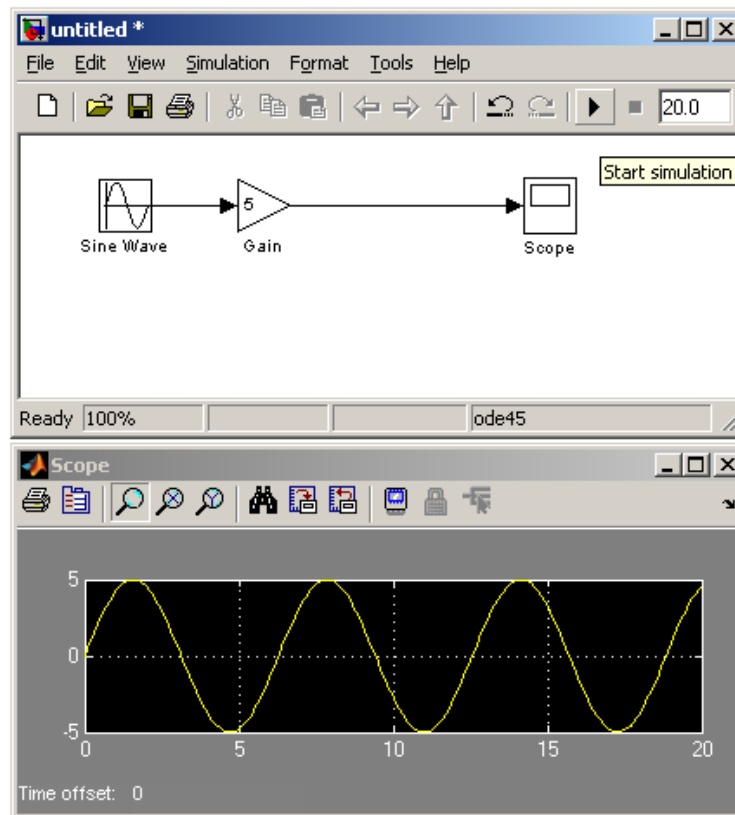 untitled *
File Edit View Simulation Format Tools Help
20.0
Start simulation
5
Sine Wave Gain Scope
Ready 100% ode45
Scope
5
0
-5
0 5 10 15 20
Time offset: 0